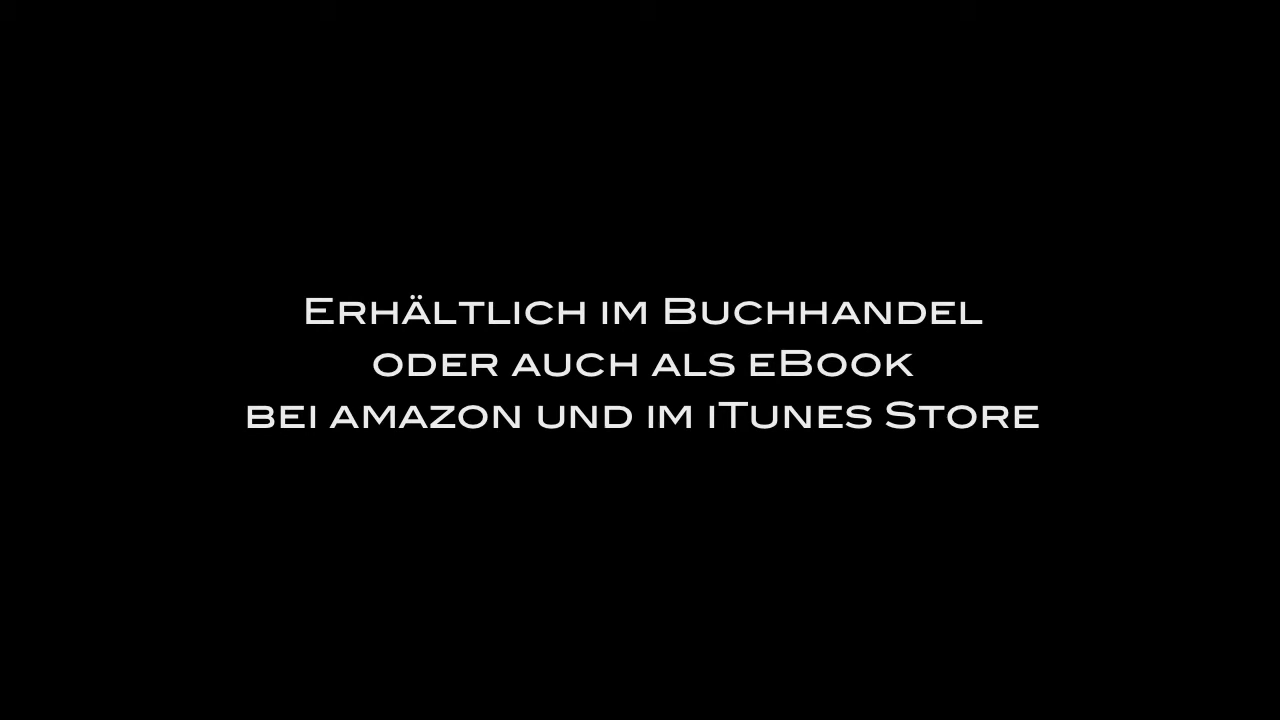 Erhältlich im Buchhandel
oder auch als eBook
bei amazon und im iTunes Store